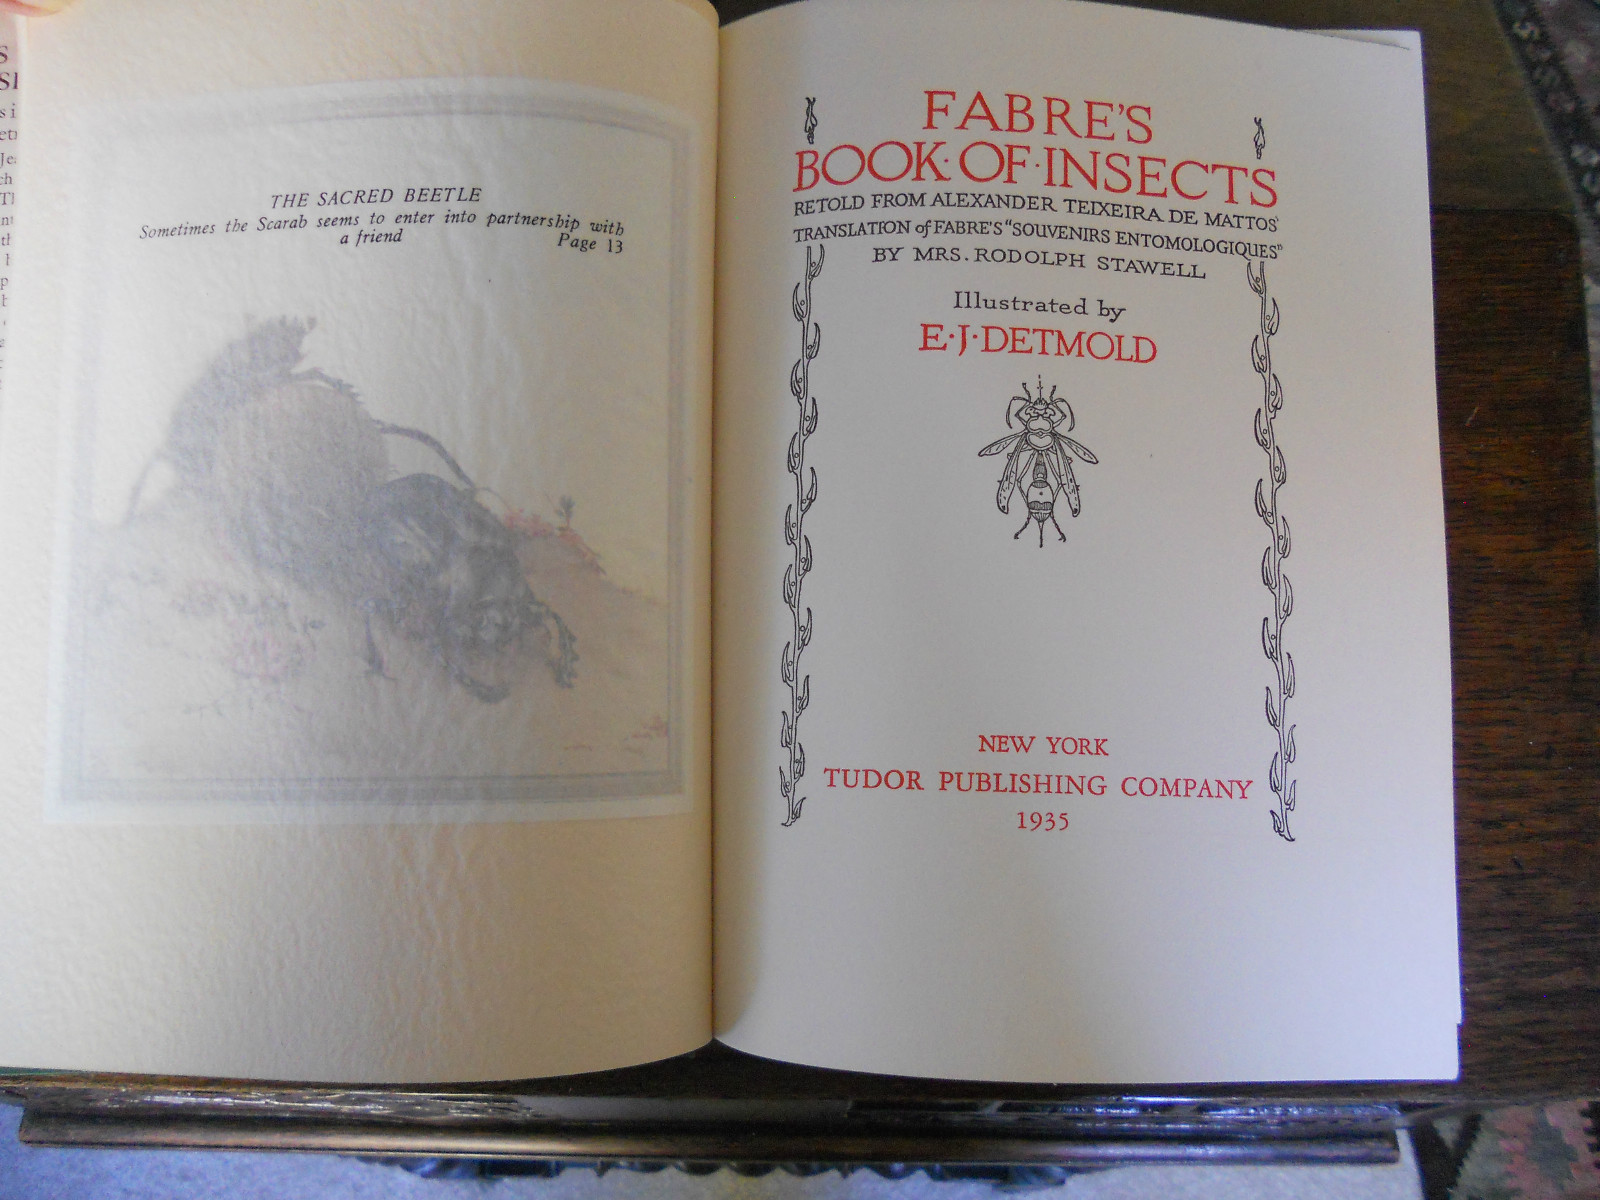 THE SACRED BEETLE
Sometimes the Scarab seems to enter into partnership with
a friend Page 13
FABRE'S
BOOK·OF·INSECTS
RETOLD FROM ALEXANDER TEIXEIRA DE MATTOS'
TRANSLATION of FABRE'S "SOUVENIRS ENTOMOLOGIQUES"
BY MRS. RODOLPH STAWELL
Illustrated by
E·J·DETMOLD
NEW YORK
TUDOR PUBLISHING COMPANY
1935